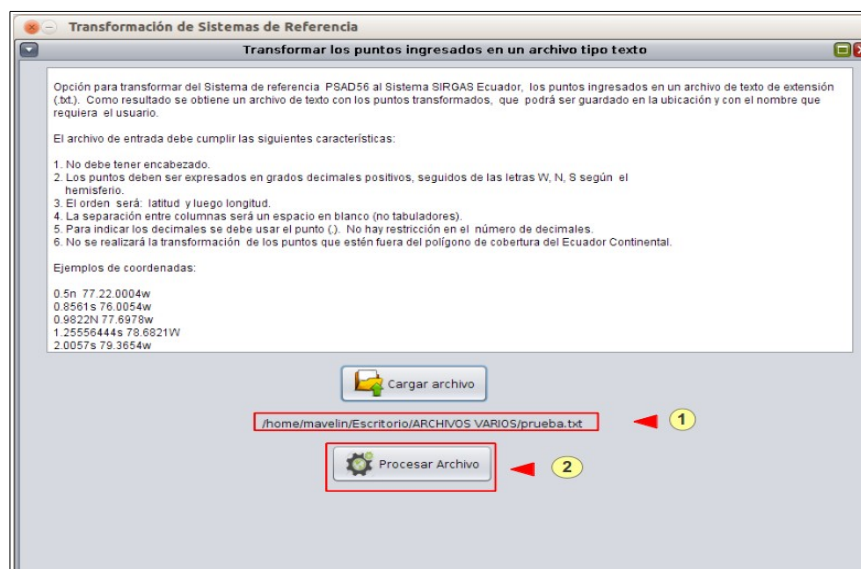 Transformación de Sistemas de Referencia
Transformar los puntos ingresados en un archivo tipo texto
Opción para transformar del Sistema de referencia PSAD56 al Sistema SIRGAS Ecuador, los puntos ingresados en un archivo de texto de extensión
(.txt.). Como resultado se obtiene un archivo de texto con los puntos transformados, que podrá ser guardado en la ubicación y con el nombre que
requiera el usuario.
El archivo de entrada debe cumplir las siguientes características:
1. No debe tener encabezado.
2. Los puntos deben ser expresados en grados decimales positivos, seguidos de las letras W, N, S según el
hemisferio.
3. El orden será: latitud y luego longitud.
4. La separación entre columnas será un espacio en blanco (no tabuladores).
5. Para indicar los decimales se debe usar el punto (.). No hay restricción en el número de decimales.
6. No se realizará la transformación de los puntos que estén fuera del polígono de cobertura del Ecuador Continental.
Ejemplos de coordenadas:
0.5n 77.22.0004w
0.8561s 76.0054w
0.9822N 77.6978w
1.25556444s 78.6821W
2.0057s 79.3654w
Cargar archivo
/home/mavelin/Escritorio/ARCHIVOS VARIOS/prueba.txt
1
Procesar Archivo
2